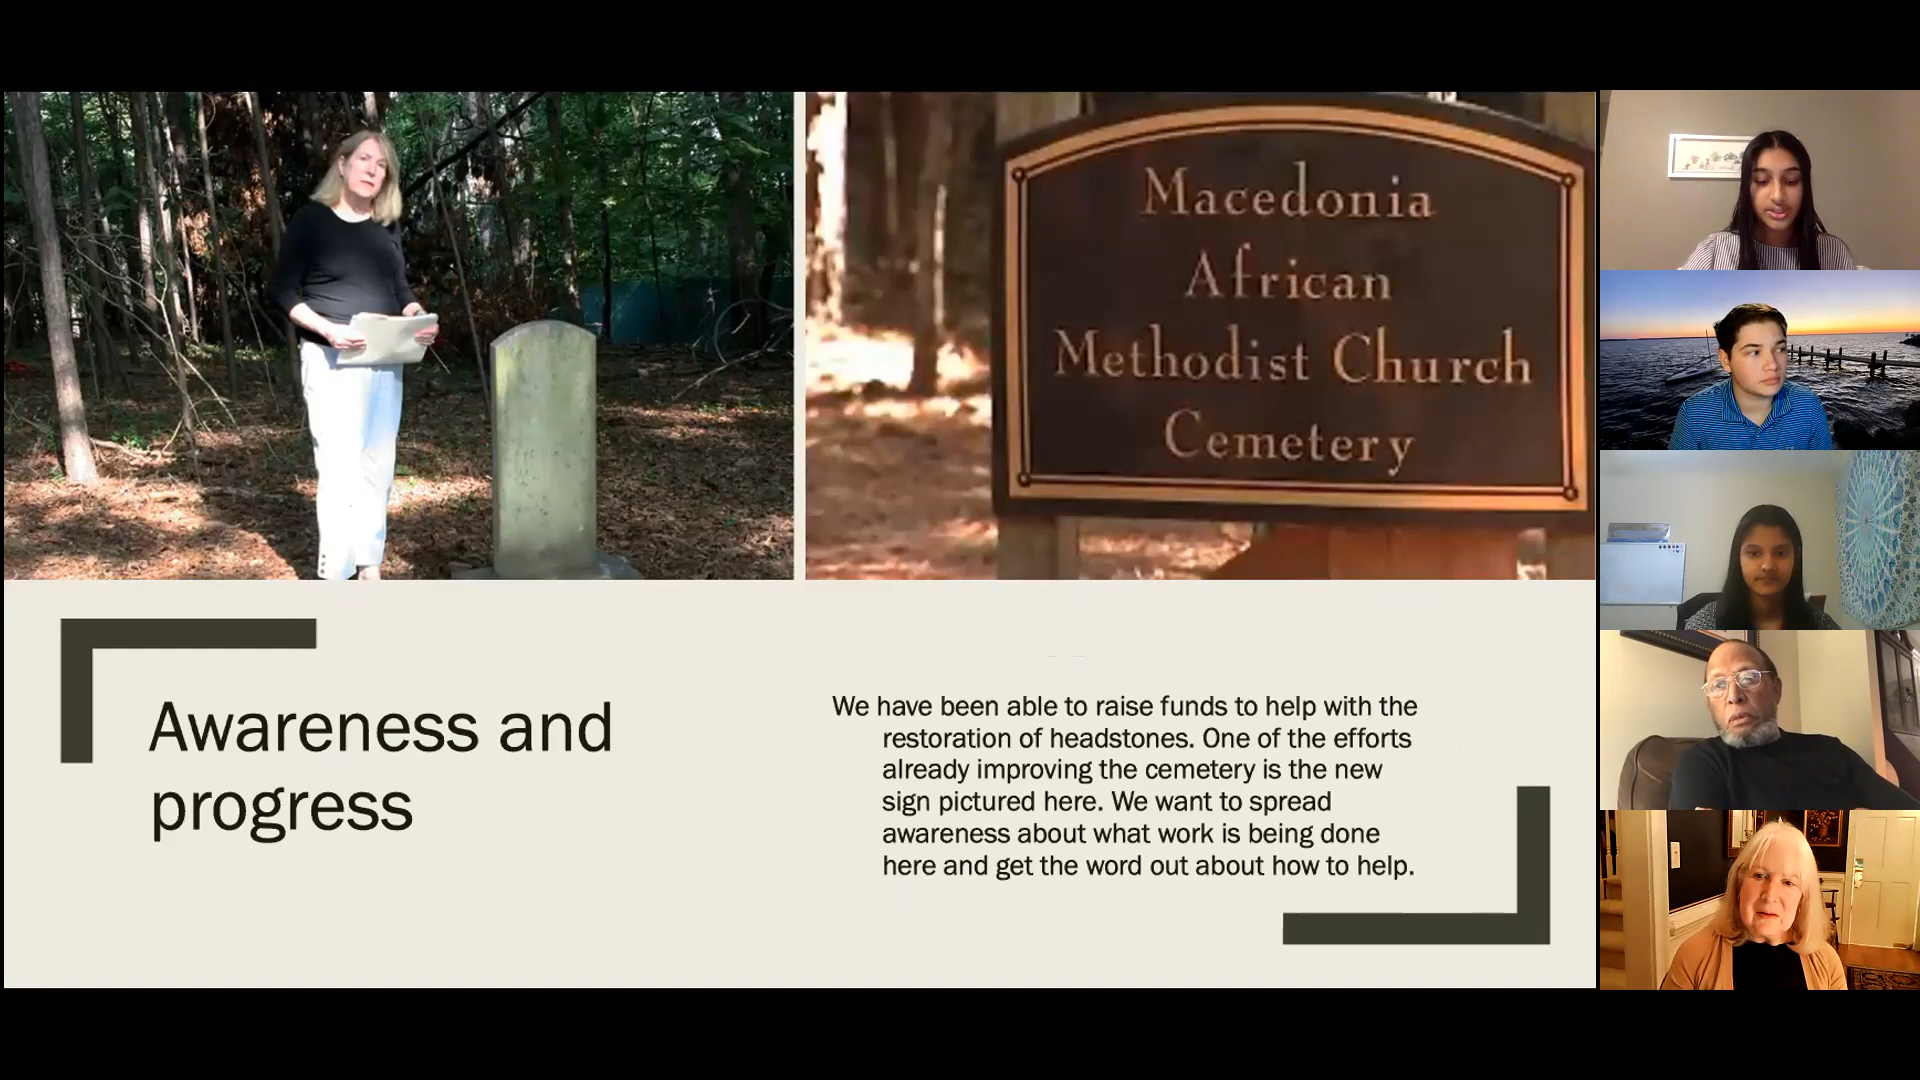 Macedonia
African
Methodist Church
Cemetery
Awareness and
progress
We have been able to raise funds to help with the
restoration of headstones. One of the efforts
already improving the cemetery is the new
sign pictured here. We want to spread
awareness about what work is being done
here and get the word out about how to help.